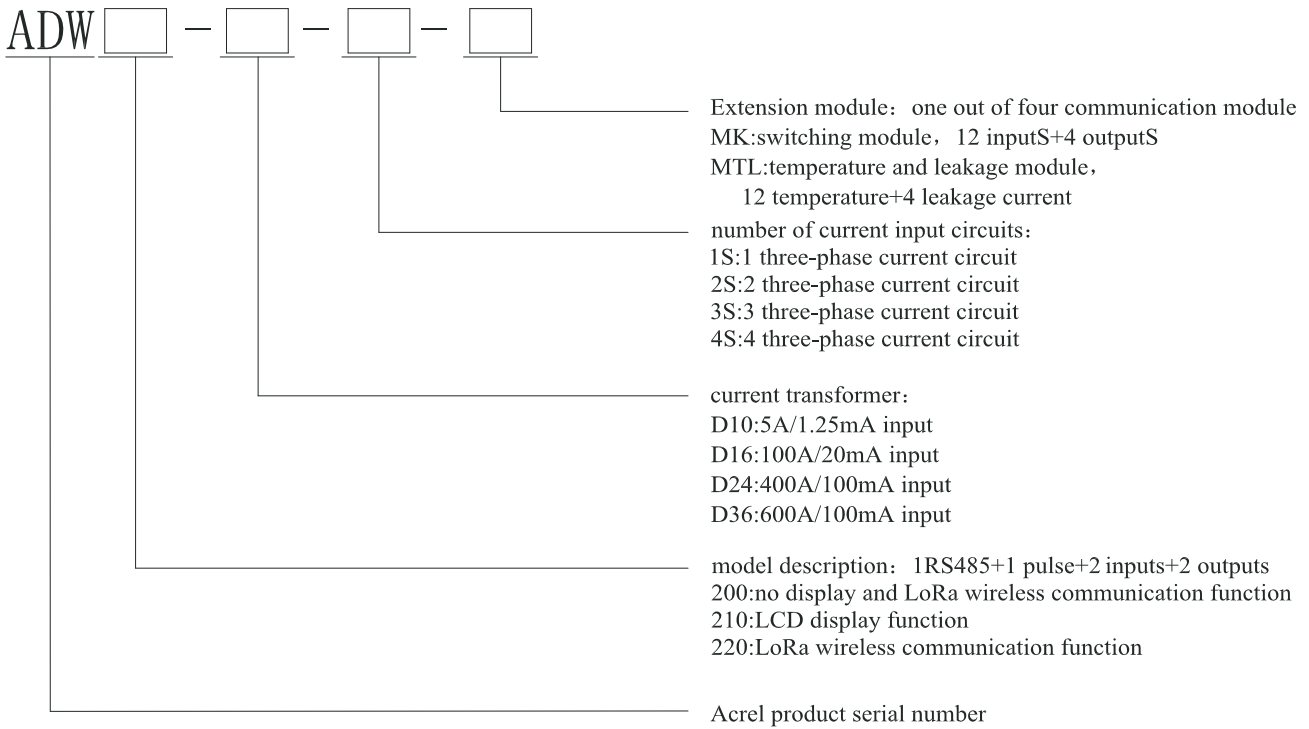 ADW□-□-□-□
Extension module：one out of four communication module
MK:switching module，12 inputS+4 outputS
MTL:temperature and leakage module，
12 temperature+4 leakage current
number of current input circuits：
1S:1 three-phase current circuit
2S:2 three-phase current circuit
3S:3 three-phase current circuit
4S:4 three-phase current circuit
current transformer：
D10:5A/1.25mA input
D16:100A/20mA input
D24:400A/100mA input
D36:600A/100mA input
model description：1RS485+1 pulse+2 inputs+2 outputs
200:no display and LoRa wireless communication function
210:LCD display function
220:LoRa wireless communication function
Acrel product serial number